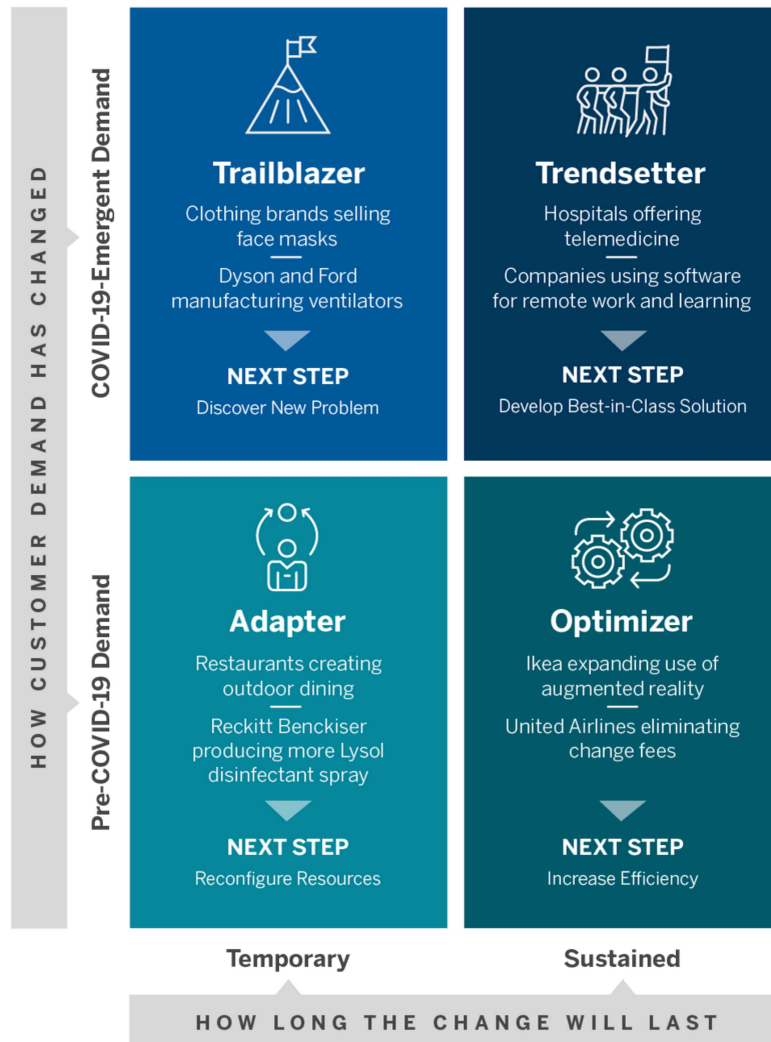 HOW CUSTOMER DEMAND HAS CHANGED
COVID-19-Emergent Demand
Trailblazer
Clothing brands selling
face masks
Dyson and Ford
manufacturing ventilators
NEXT STEP
Discover New Problem
Trendsetter
Hospitals offering
telemedicine
Companies using software
for remote work and learning
NEXT STEP
Develop Best-in-Class Solution
Pre-COVID-19 Demand
Adapter
Restaurants creating
outdoor dining
Reckitt Benckiser
producing more Lysol
disinfectant spray
NEXT STEP
Reconfigure Resources
Optimizer
Ikea expanding use of
augmented reality
United Airlines eliminating
change fees
NEXT STEP
Increase Efficiency
Temporary
Sustained
HOW LONG THE CHANGE WILL LAST